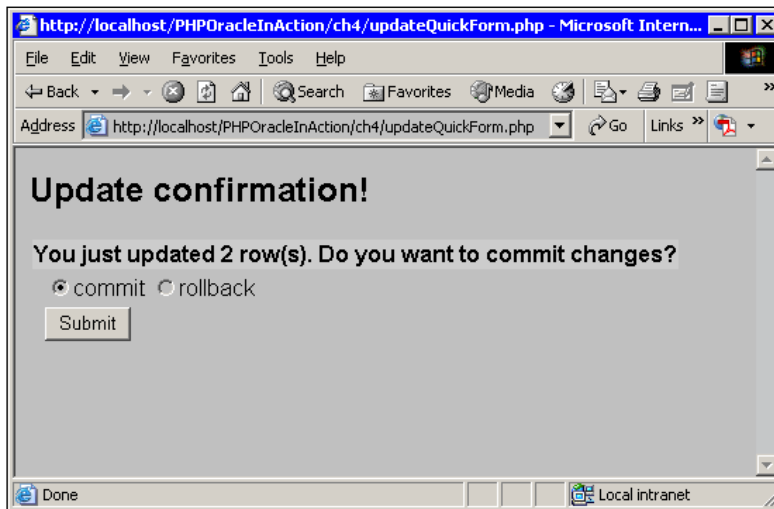 http://localhost/PHPOracleInAction/ch4/updateQuickForm.php - Microsoft Intern...
File Edit View Favorites Tools Help
Back Search Favorites Media »
Address http://localhost/PHPOracleInAction/ch4/updateQuickForm.php Go Links »
Update confirmation!
You just updated 2 row(s). Do you want to commit changes?
commit rollback
Submit
Done Local intranet